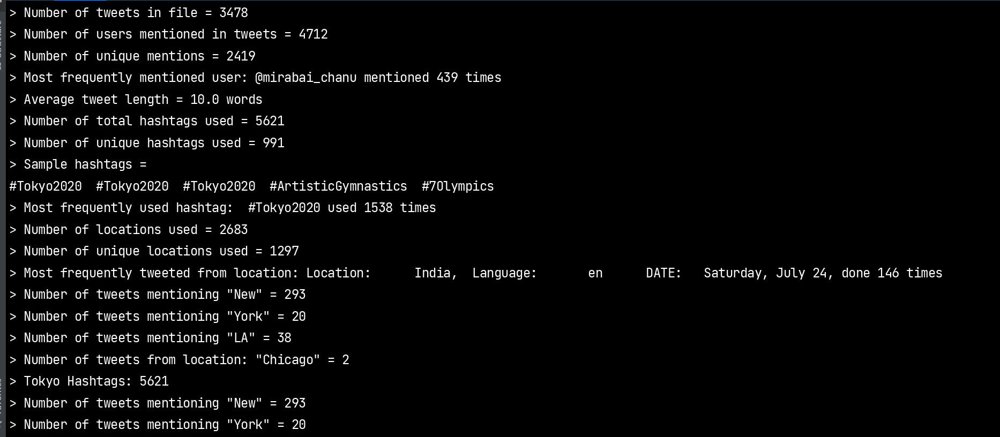 > Number of tweets in file = 3478
> Number of users mentioned in tweets = 4712
> Number of unique mentions = 2419
> Most frequently mentioned user: @mirabai_chanu mentioned 439 times
> Average tweet length = 10.0 words
> Number of total hashtags used = 5621
> Number of unique hashtags used = 991
> Sample hashtags =
#Tokyo2020  #Tokyo2020  #Tokyo2020  #ArtisticGymnastics  #7Olympics
> Most frequently used hashtag:  #Tokyo2020 used 1538 times
> Number of locations used = 2683
> Number of unique locations used = 1297
> Most frequently tweeted from location: Location:      India,  Language:       en      DATE:   Saturday, July 24, done 146 times
> Number of tweets mentioning "New" = 293
> Number of tweets mentioning "York" = 20
> Number of tweets mentioning "LA" = 38
> Number of tweets from location: "Chicago" = 2
> Tokyo Hashtags: 5621
> Number of tweets mentioning "New" = 293
> Number of tweets mentioning "York" = 20